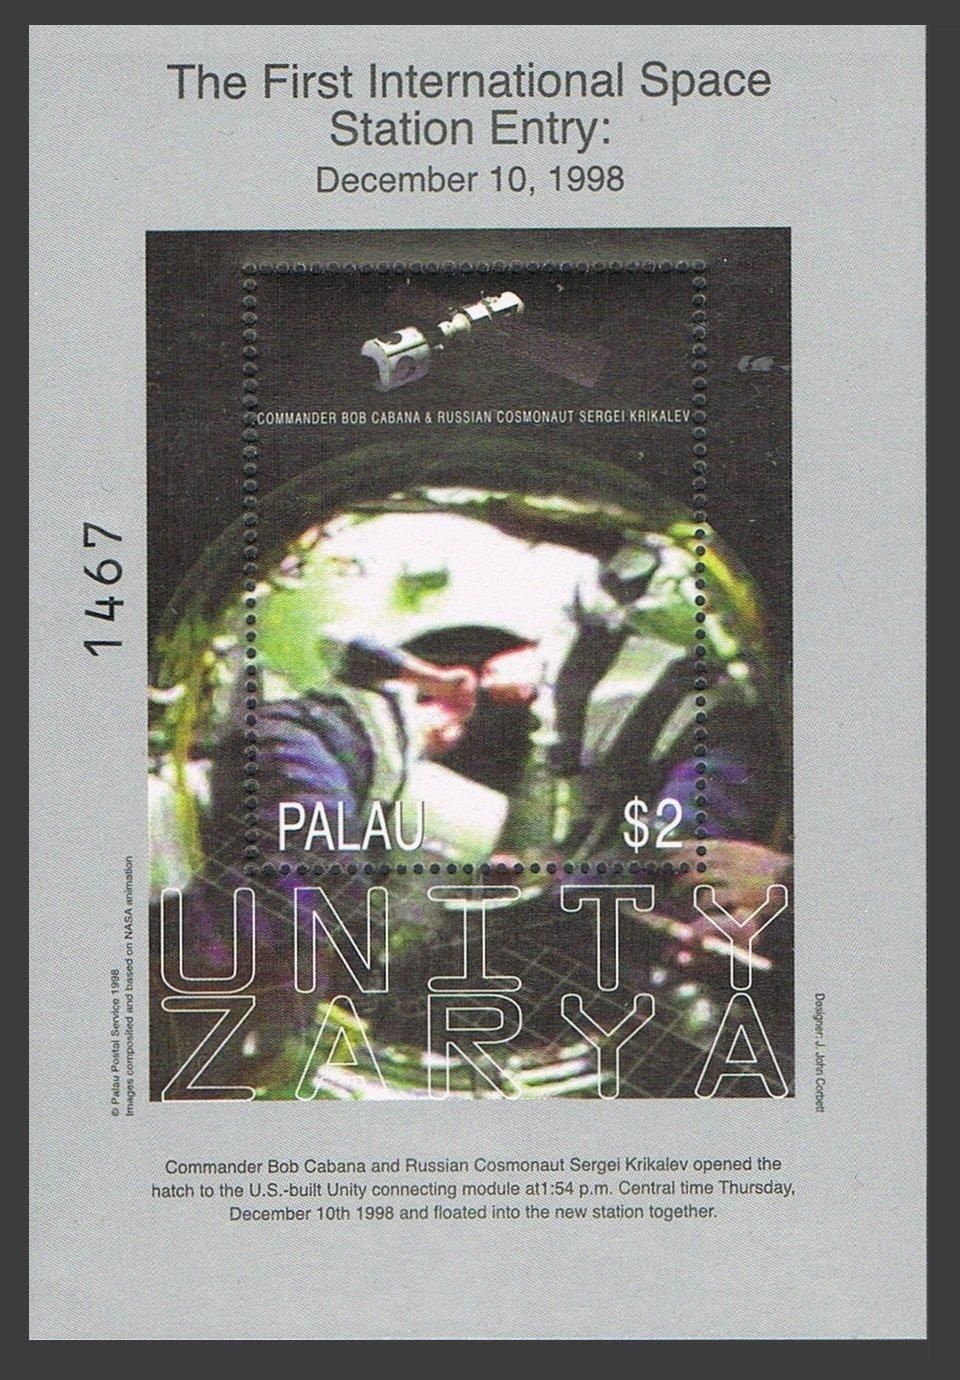 The First International Space
Station Entry:
December 10, 1998
COMMANDER BOB CABANA & RUSSIAN COSMONAUT SERGEI KRIKALEV
1467
PALAU
$2
UNITY
ZARYA
© Palau Postal Service 1998
Images composited and based on NASA animation
Designer: J. John Corbett
Commander Bob Cabana and Russian Cosmonaut Sergei Krikalev opened the
hatch to the U.S.-built Unity connecting module at1:54 p.m. Central time Thursday,
December 10th 1998 and floated into the new station together.